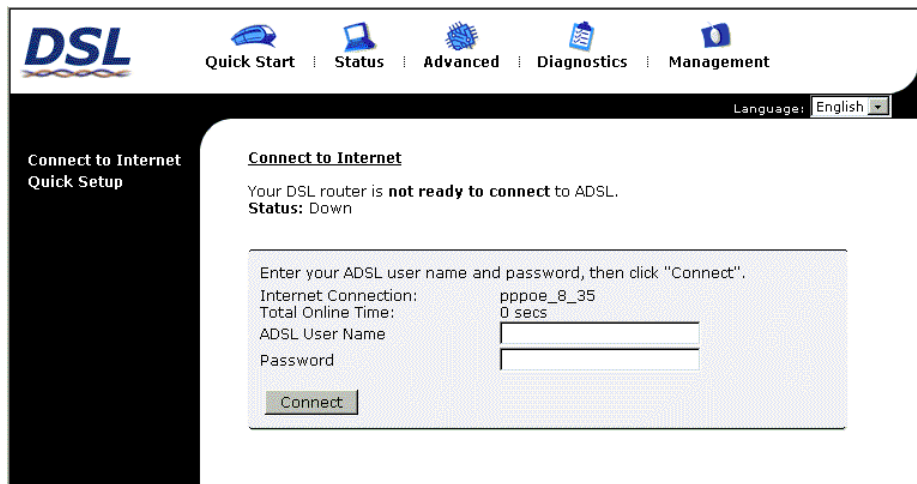 DSL
Quick Start
Status
Advanced
Diagnostics
Management
Language: English
Connect to Internet
Quick Setup
Connect to Internet
Your DSL router is not ready to connect to ADSL.
Status: Down
Enter your ADSL user name and password, then click "Connect".
Internet Connection: pppoe_8_35
Total Online Time: 0 secs
ADSL User Name
Password
Connect